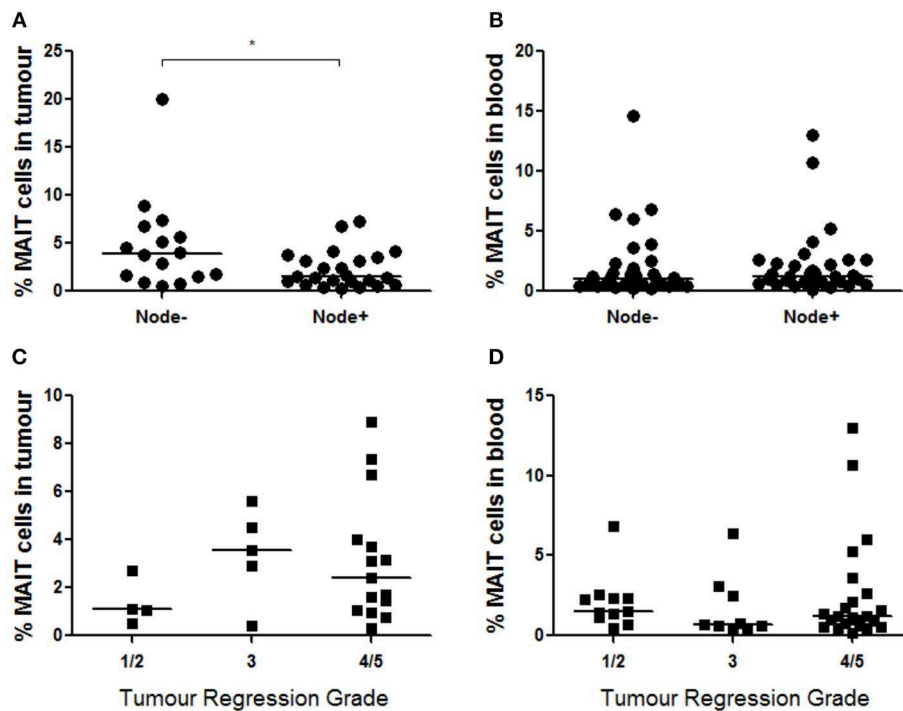 A
% MAIT cells in tumour
25
20
15
10
5
0
*
Node-
Node+
B
% MAIT cells in blood
20
15
10
5
0
Node-
Node+
C
% MAIT cells in tumour
10
8
6
4
2
0
1/2
3
4/5
Tumour Regression Grade
D
% MAIT cells in blood
15
10
5
0
1/2
3
4/5
Tumour Regression Grade